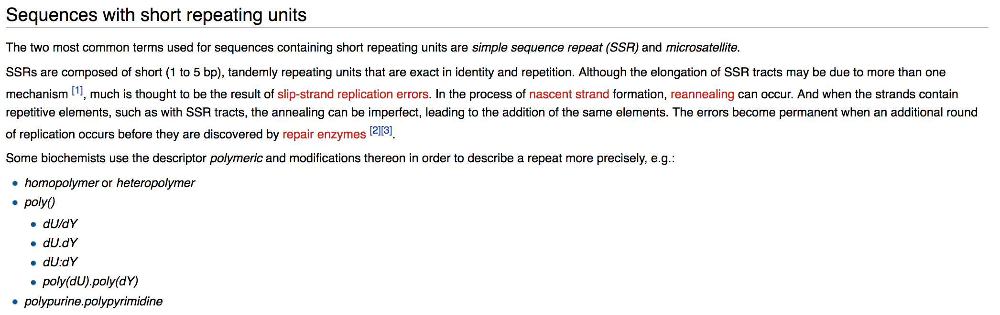 Sequences with short repeating units
The two most common terms used for sequences containing short repeating units are simple sequence repeat (SSR) and microsatellite.
SSRs are composed of short (1 to 5 bp), tandemly repeating units that are exact in identity and repetition. Although the elongation of SSR tracts may be due to more than one
mechanism [1], much is thought to be the result of slip-strand replication errors. In the process of nascent strand formation, reannealing can occur. And when the strands contain
repetitive elements, such as with SSR tracts, the annealing can be imperfect, leading to the addition of the same elements. The errors become permanent when an additional round
of replication occurs before they are discovered by repair enzymes [2][3].
Some biochemists use the descriptor polymeric and modifications thereon in order to describe a repeat more precisely, e.g.:
homopolymer or heteropolymer
poly()
dU/dY
dU.dY
dU:dY
poly(dU).poly(dY)
polypurine.polypyrimidine